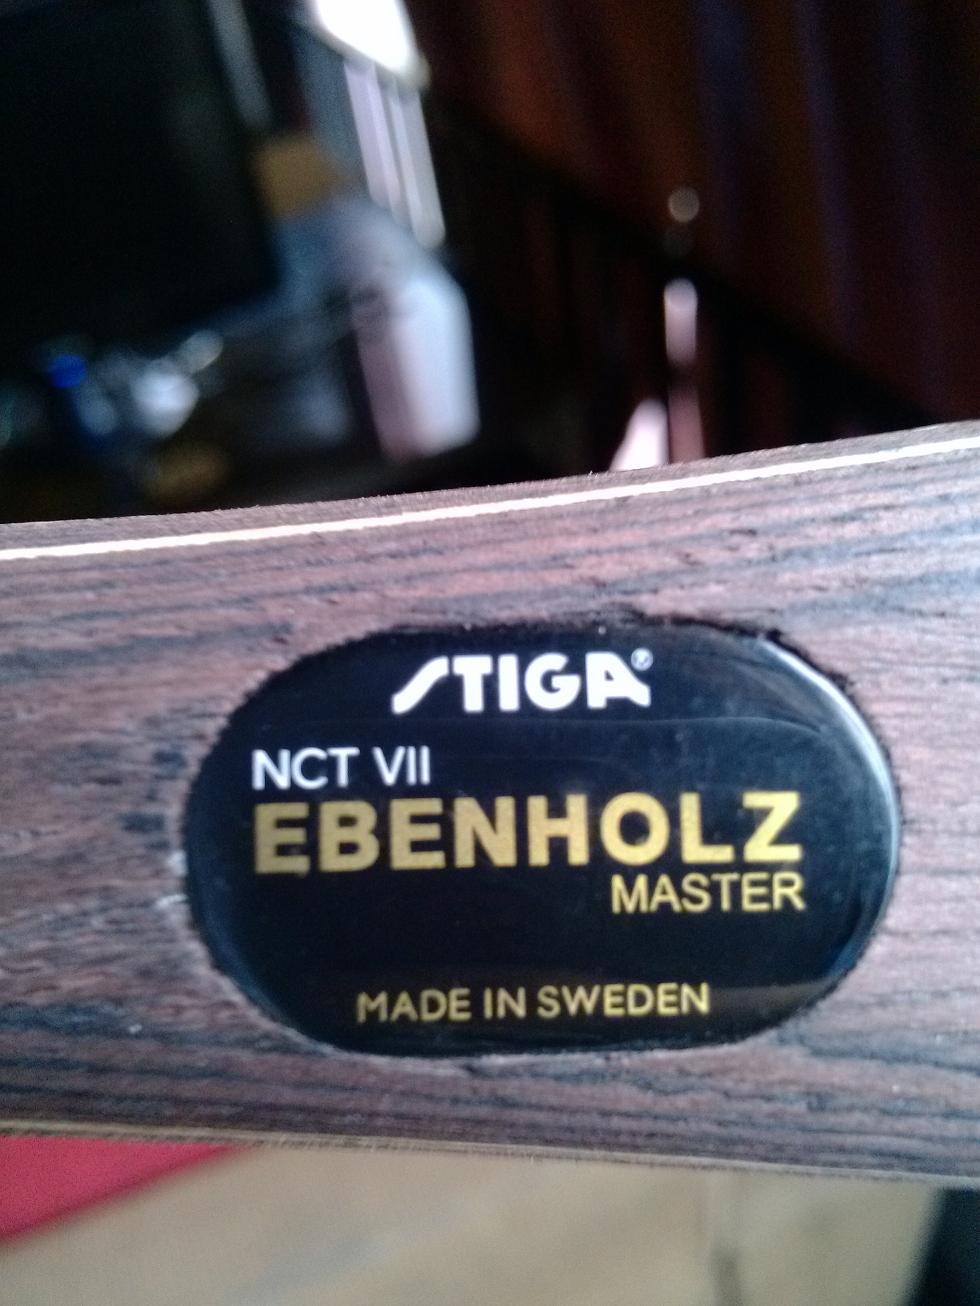 STIGA®
NCT VII
EBENHOLZ
MASTER
MADE IN SWEDEN